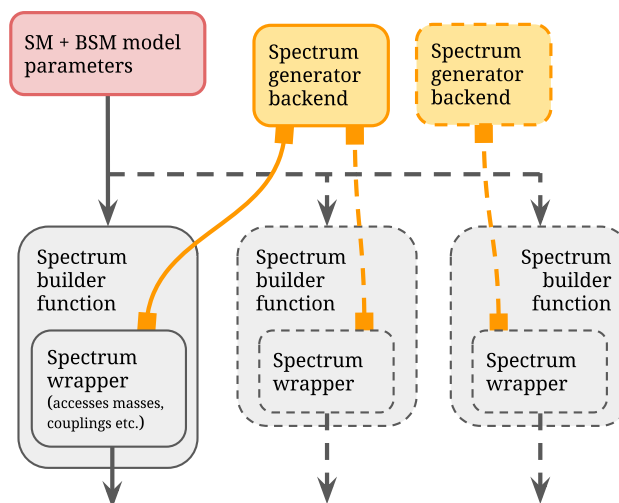 SM + BSM model
parameters
Spectrum
generator
backend
Spectrum
generator
backend
Spectrum
builder
function
Spectrum
wrapper
(accesses masses,
couplings etc.)
Spectrum
builder
function
Spectrum
wrapper
Spectrum
builder
function
Spectrum
wrapper